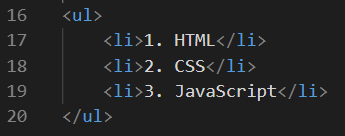 16 <ul>
17     <li>1. HTML</li>
18     <li>2. CSS</li>
19     <li>3. JavaScript</li>
20 </ul>